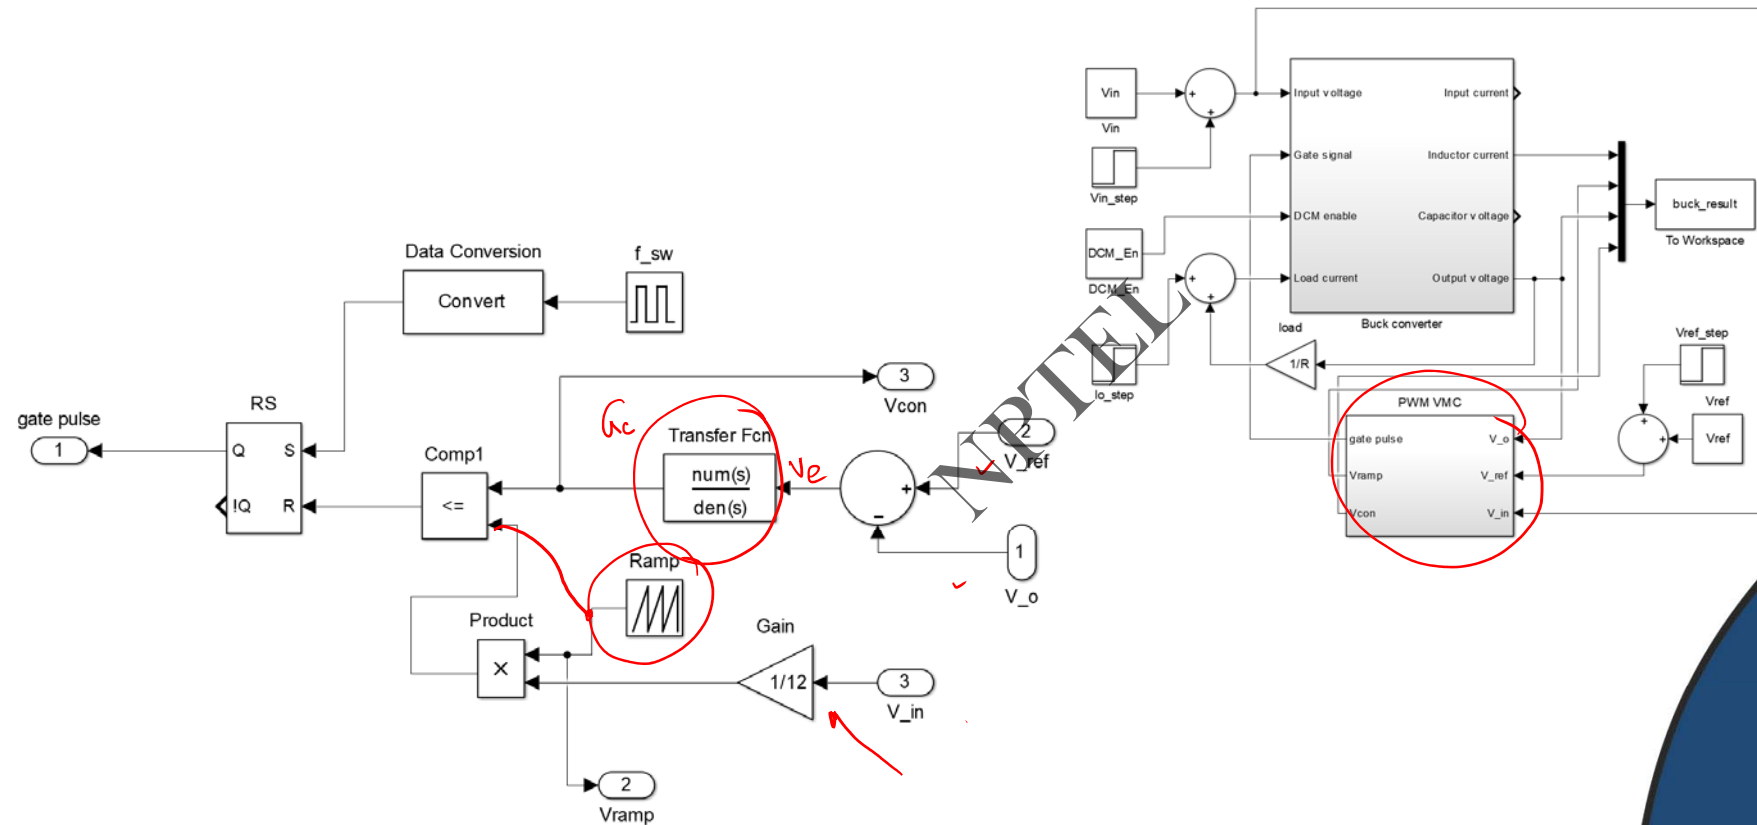 Data Conversion
Convert
f_sw
gate pulse
1
RS
Q
S
!Q
R
Comp1
<=
3
Vcon
Gc
Transfer Fcn
num(s)
den(s)
Ve
+
−
2
V_ref
1
V_o
Ramp
Product
X
Gain
1/12
3
V_in
2
Vramp
NPTEL
Vin
Vin
+
+
Vin_step
DCM_En
DCM_En
+
+
Io_step
Input voltage
Input current
Gate signal
Inductor current
DCM enable
Capacitor voltage
Load current
Output voltage
Buck converter
load
1/R
buck_result
To Workspace
Vref_step
Vref
+
+
Vref
PWM VMC
gate pulse
V_o
Vramp
V_ref
Vcon
V_in